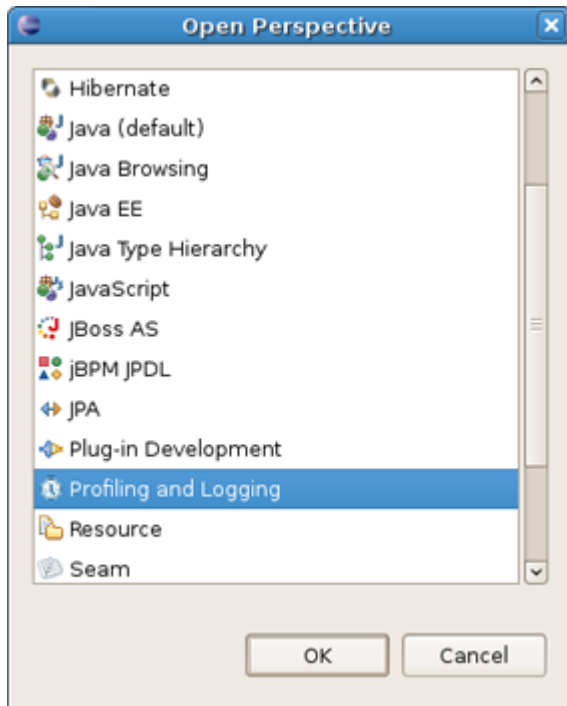 Open Perspective
Hibernate
Java (default)
Java Browsing
Java EE
Java Type Hierarchy
JavaScript
JBoss AS
jBPM JPDL
JPA
Plug-in Development
Profiling and Logging
Resource
Seam
OK
Cancel